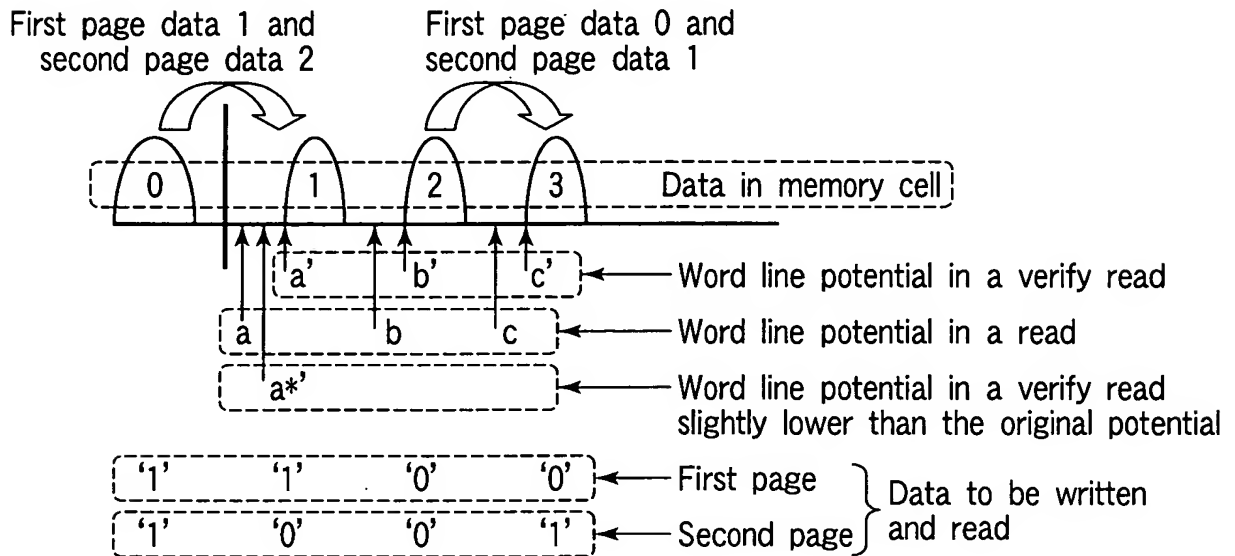 First page data 1 and
second page data 2
First page data 0 and
second page data 1
0 1 2 3 Data in memory cell
a' b' c' Word line potential in a verify read
a b c Word line potential in a read
a*' Word line potential in a verify read
slightly lower than the original potential
‘1’ ‘1’ ‘0’ ‘0’ First page
‘1’ ‘0’ ‘0’ ‘1’ Second page
Data to be written
and read